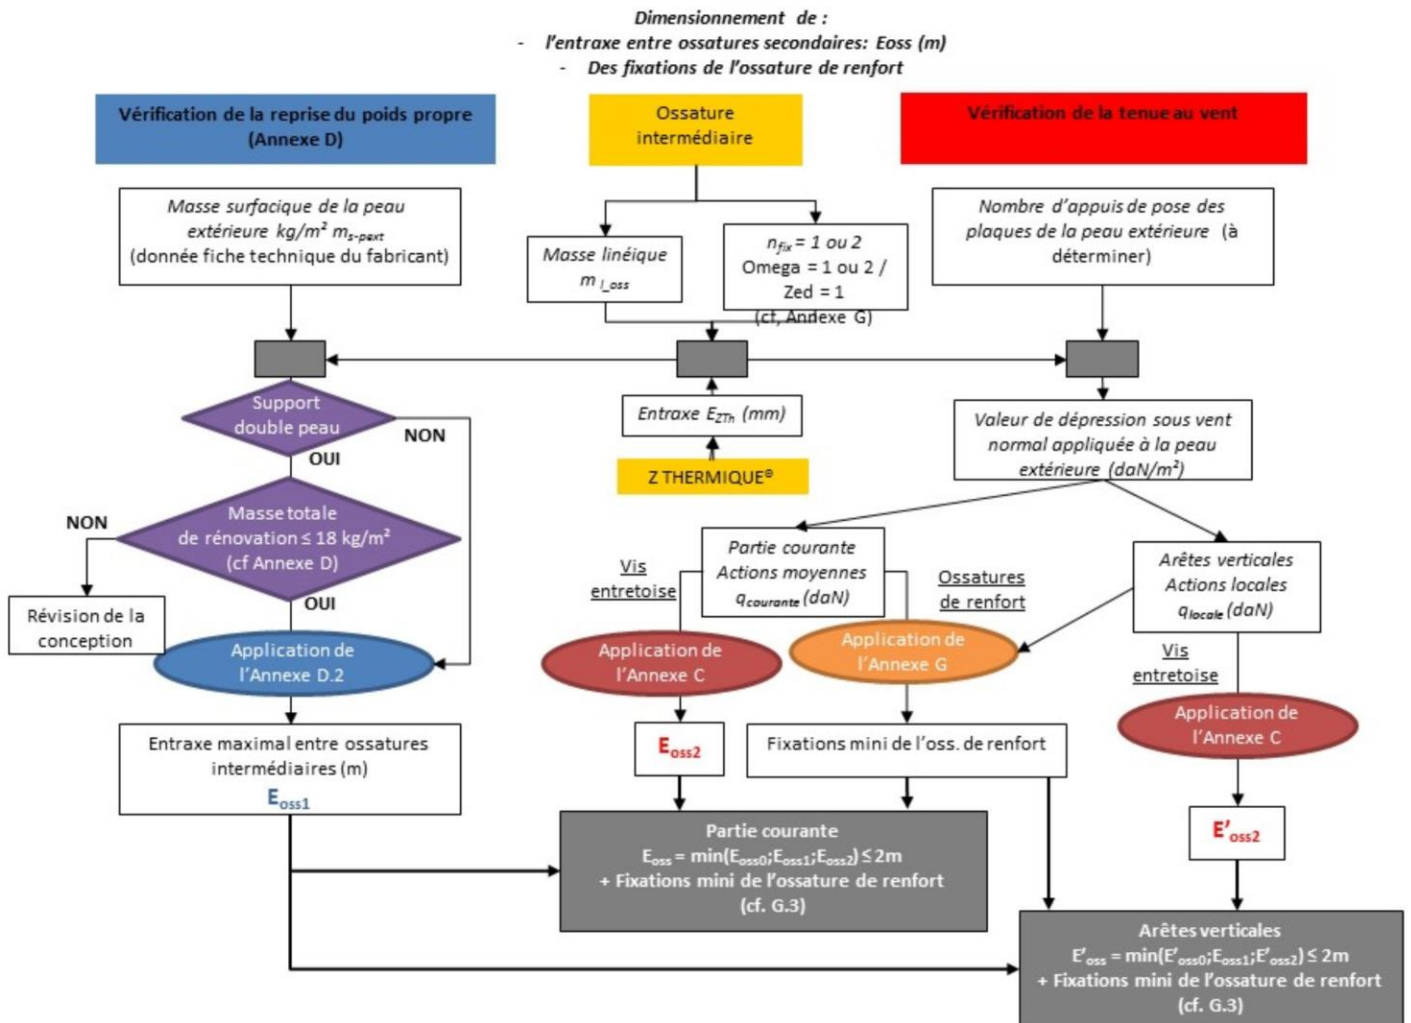 Dimensionnement de :
- l'entraxe entre ossatures secondaires: Eoss (m)
- Des fixations de l'ossature de renfort
Vérification de la reprise du poids propre
(Annexe D)
Ossature
intermédiaire
Vérification de la tenue au vent
Masse surfacique de la peau
extérieure kg/m² ms-pext
(donnée fiche technique du fabricant)
Masse linéique
m l_oss
nfix = 1 ou 2
Omega = 1 ou 2 /
Zed = 1
(cf, Annexe G)
Nombre d'appuis de pose des
plaques de la peau extérieure (à
déterminer)
Support
double peau
NON
OUI
Entraxe EZTh (mm)
Z THERMIQUE®
Valeur de dépression sous vent
normal appliquée à la peau
extérieure (daN/m²)
NON
Masse totale
de rénovation ≤ 18 kg/m²
(cf Annexe D)
OUI
Révision de la
conception
Application de
l'Annexe D.2
Entraxe maximal entre ossatures
intermédiaires (m)
Eoss1
Partie courante
Actions moyennes
qcourante (daN)
Vis
entretoise
Ossatures
de renfort
Arêtes verticales
Actions locales
qlocale (daN)
Application de
l'Annexe C
Application de
l'Annexe G
Vis
entretoise
Application de
l'Annexe C
Eoss2
Fixations mini de l'oss. de renfort
E'oss2
Partie courante
Eoss = min(Eoss0;Eoss1;Eoss2) ≤ 2m
+ Fixations mini de l'ossature de renfort
(cf. G.3)
Arêtes verticales
E'oss = min(E'oss0;Eoss1;E'oss2) ≤ 2m
+ Fixations mini de l'ossature de renfort
(cf. G.3)